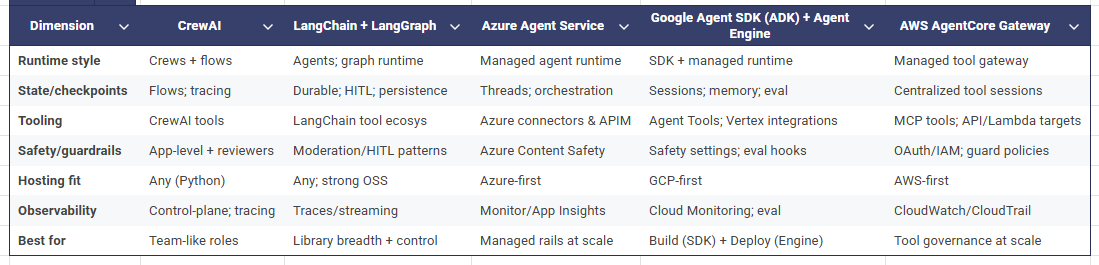 Dimension CrewAI LangChain + LangGraph Azure Agent Service Google Agent SDK (ADK) + Agent Engine AWS AgentCore Gateway
Runtime style Crews + flows Agents; graph runtime Managed agent runtime SDK + managed runtime Managed tool gateway
State/checkpoints Flows; tracing Durable; HITL; persistence Threads; orchestration Sessions; memory; eval Centralized tool sessions
Tooling CrewAI tools LangChain tool ecosys Azure connectors & APIM Agent Tools; Vertex integrations MCP tools; API/Lambda targets
Safety/guardrails App-level + reviewers Moderation/HITL patterns Azure Content Safety Safety settings; eval hooks OAuth/IAM; guard policies
Hosting fit Any (Python) Any; strong OSS Azure-first GCP-first AWS-first
Observability Control-plane; tracing Traces/streaming Monitor/App Insights Cloud Monitoring; eval CloudWatch/CloudTrail
Best for Team-like roles Library breadth + control Managed rails at scale Build (SDK) + Deploy (Engine) Tool governance at scale